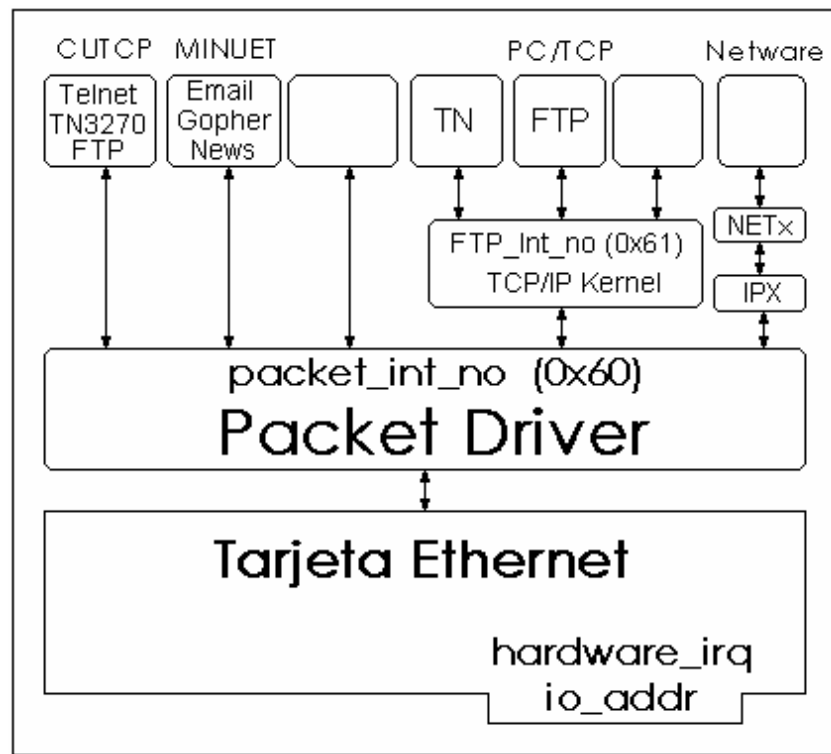 CUTCP MINUET PC/TCP Netware
Telnet
TN3270
FTP
Email
Gopher
News
TN
FTP
NETx
FTP_Int_no (0x61)
TCP/IP Kernel
IPX
packet_int_no (0x60)
Packet Driver
Tarjeta Ethernet
hardware_irq
io_addr